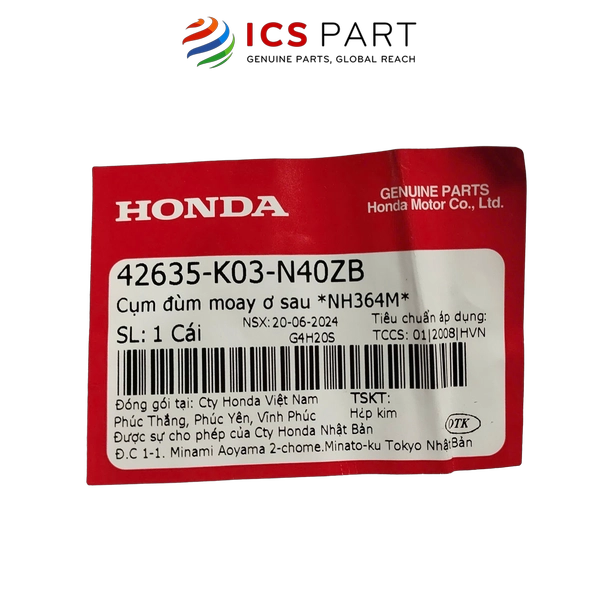 ICS PART
GENUINE PARTS, GLOBAL REACH
HONDA
GENUINE PARTS
Honda Motor Co., Ltd.
42635-K03-N40ZB
Cụm đùm moay ơ sau *NH364M*
SL: 1 Cái
NSX: 20-06-2024
G4H20S
Tiêu chuẩn áp dụng:
TCCS: 01|2008|HVN
Đóng gói tại: Cty Honda Việt Nam
Phúc Thắng, Phúc Yên, Vĩnh Phúc
TSKT:
Hợp kim
Được sự cho phép của Cty Honda Nhật Bản
Đ.C 1-1. Minami Aoyama 2-chome.Minato-ku Tokyo Nhật Bản
OTK